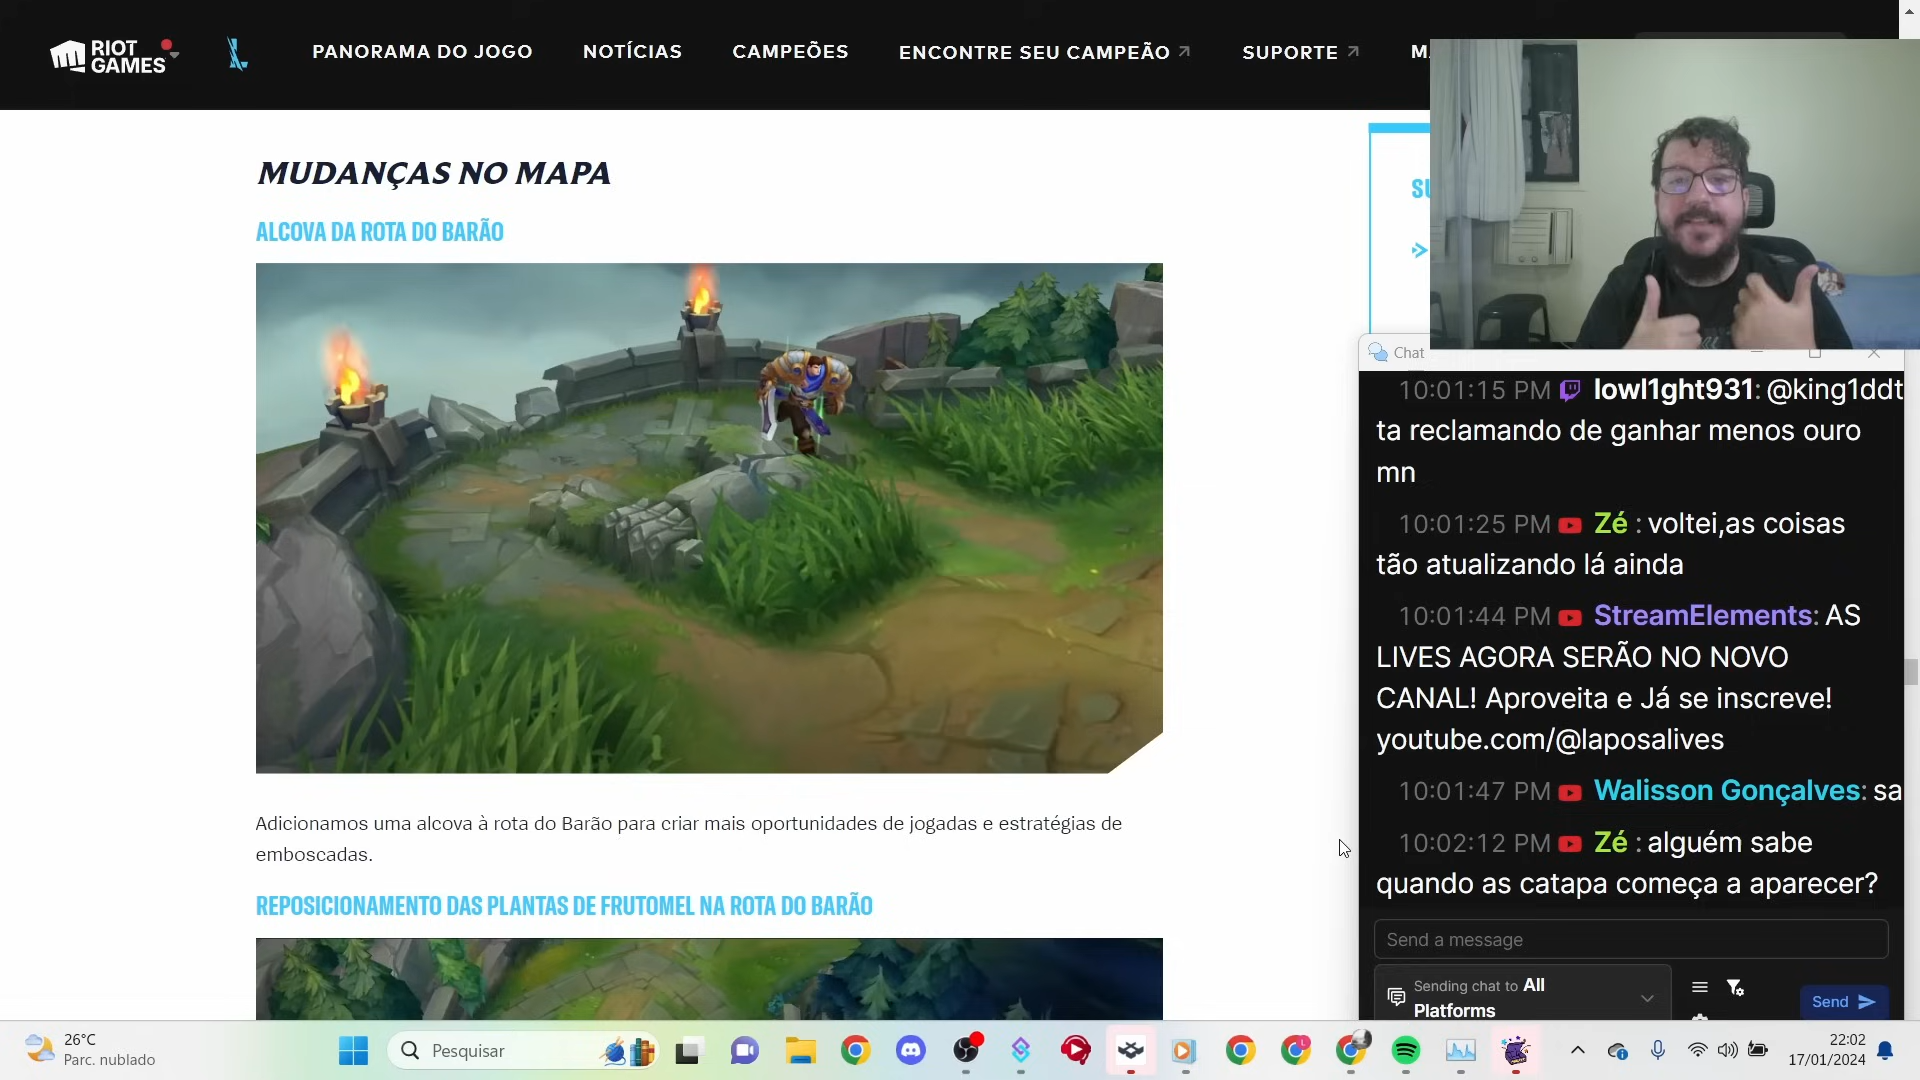 RIOT
GAMES
PANORAMA DO JOGO
NOTÍCIAS
CAMPEÕES
ENCONTRE SEU CAMPEÃO
SUPORTE
MUDANÇAS NO MAPA
ALCOVA DA ROTA DO BARÃO
Adicionamos uma alcova à rota do Barão para criar mais oportunidades de jogadas e estratégias de
emboscadas.
REPOSICIONAMENTO DAS PLANTAS DE FRUTOMEL NA ROTA DO BARÃO
Chat
10:01:15 PM lowl1ght931: @king1ddt
ta reclamando de ganhar menos ouro
mn
10:01:25 PM Zé : voltei,as coisas
tão atualizando lá ainda
10:01:44 PM StreamElements: AS
LIVES AGORA SERÃO NO NOVO
CANAL! Aproveita e Já se inscreve!
youtube.com/@laposalives
10:01:47 PM Walisson Gonçalves: sa
10:02:12 PM Zé : alguém sabe
quando as catapa começa a aparecer?
Send a message
Sending chat to All
Platforms
Send
26°C
Parc. nublado
Pesquisar
22:02
17/01/2024